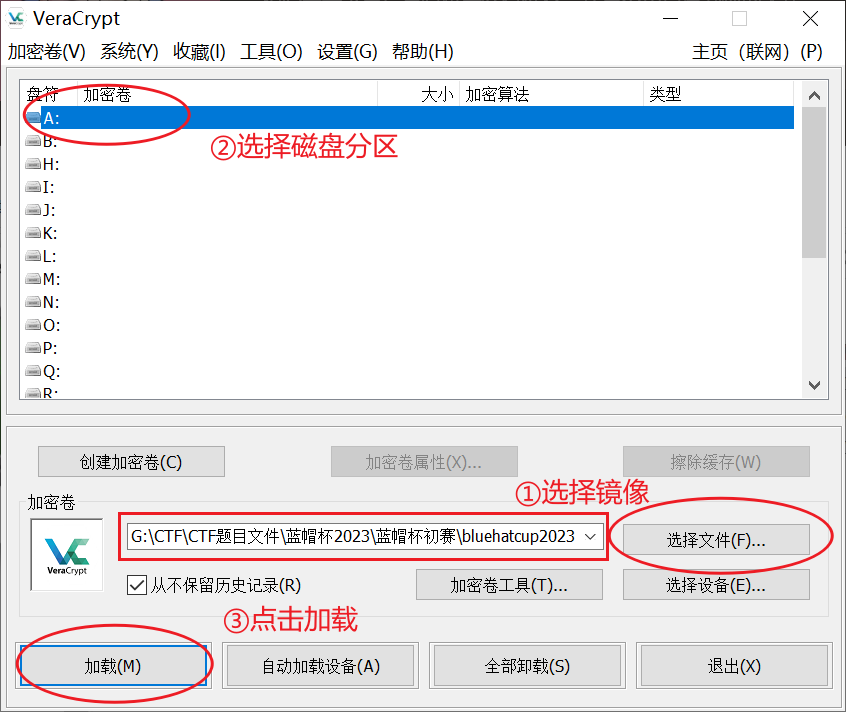 VeraCrypt
加密卷(V) 系统(Y) 收藏(I) 工具(O) 设置(G) 帮助(H) 主页（联网）(P)
盘符 加密卷 大小 加密算法 类型
A:
②选择磁盘分区
B:
H:
I:
J:
K:
L:
M:
N:
O:
P:
Q:
R:
创建加密卷(C) 加密卷属性(X)... 擦除缓存(W)
①选择镜像
加密卷
VeraCrypt
G:\CTF\CTF题目文件\蓝帽杯2023\蓝帽杯初赛\bluehatcup2023 选择文件(F)...
从不保留历史记录(R) 加密卷工具(T)... 选择设备(E)...
③点击加载
加载(M) 自动加载设备(A) 全部卸载(S) 退出(X)